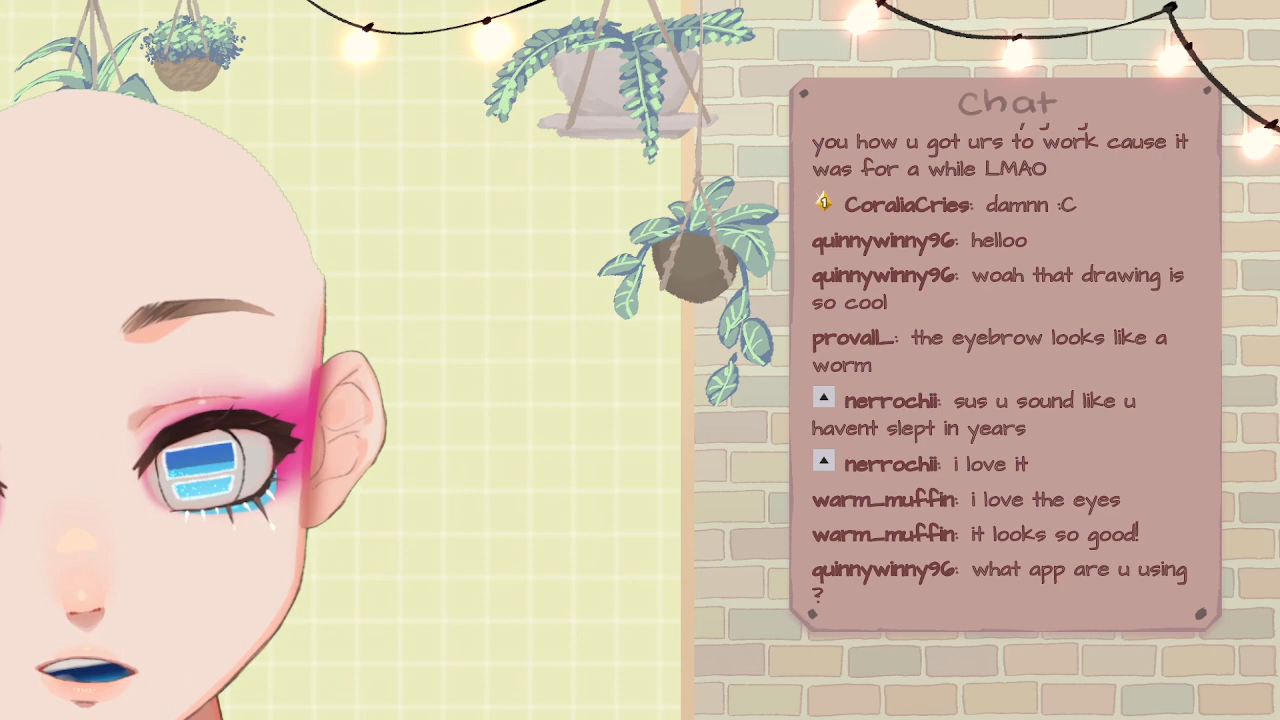 Chat
you how u got urs to work cause it
was for a while LMAO
1 CoraliaCries: damnn :C
quinnywinny96: helloo
quinnywinny96: woah that drawing is
so cool
provall_: the eyebrow looks like a
worm
nerrochii: sus u sound like u
havent slept in years
nerrochii: i love it
warm_muffin: i love the eyes
warm_muffin: it looks so good!
quinnywinny96: what app are u using
?